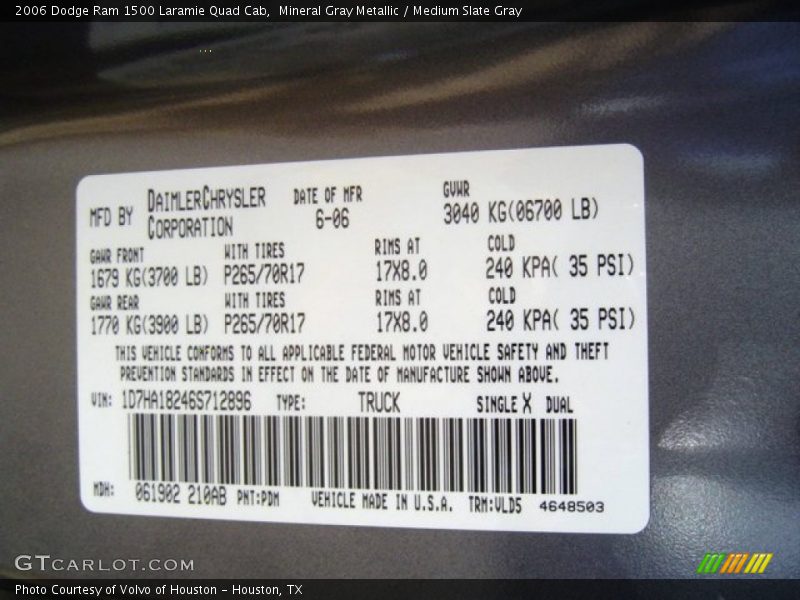 2006 Dodge Ram 1500 Laramie Quad Cab, Mineral Gray Metallic / Medium Slate Gray
MFD BY DAIMLERCHRYSLER CORPORATION
DATE OF MFR 6-06
GVWR 3040 KG(06700 LB)
GAWR FRONT WITH TIRES RIMS AT COLD
1679 KG(3700 LB) P265/70R17 17X8.0 240 KPA( 35 PSI)
GAWR REAR WITH TIRES RIMS AT COLD
1770 KG(3900 LB) P265/70R17 17X8.0 240 KPA( 35 PSI)
THIS VEHICLE CONFORMS TO ALL APPLICABLE FEDERAL MOTOR VEHICLE SAFETY AND THEFT
PREVENTION STANDARDS IN EFFECT ON THE DATE OF MANUFACTURE SHOWN ABOVE.
VIN: 1D7HA18246S712896 TYPE: TRUCK SINGLE X DUAL
MDH: 061902 210AB PNT:PDM VEHICLE MADE IN U.S.A. TRM:VLD5 4648503
GTCARLOT.COM
Photo Courtesy of Volvo of Houston – Houston, TX